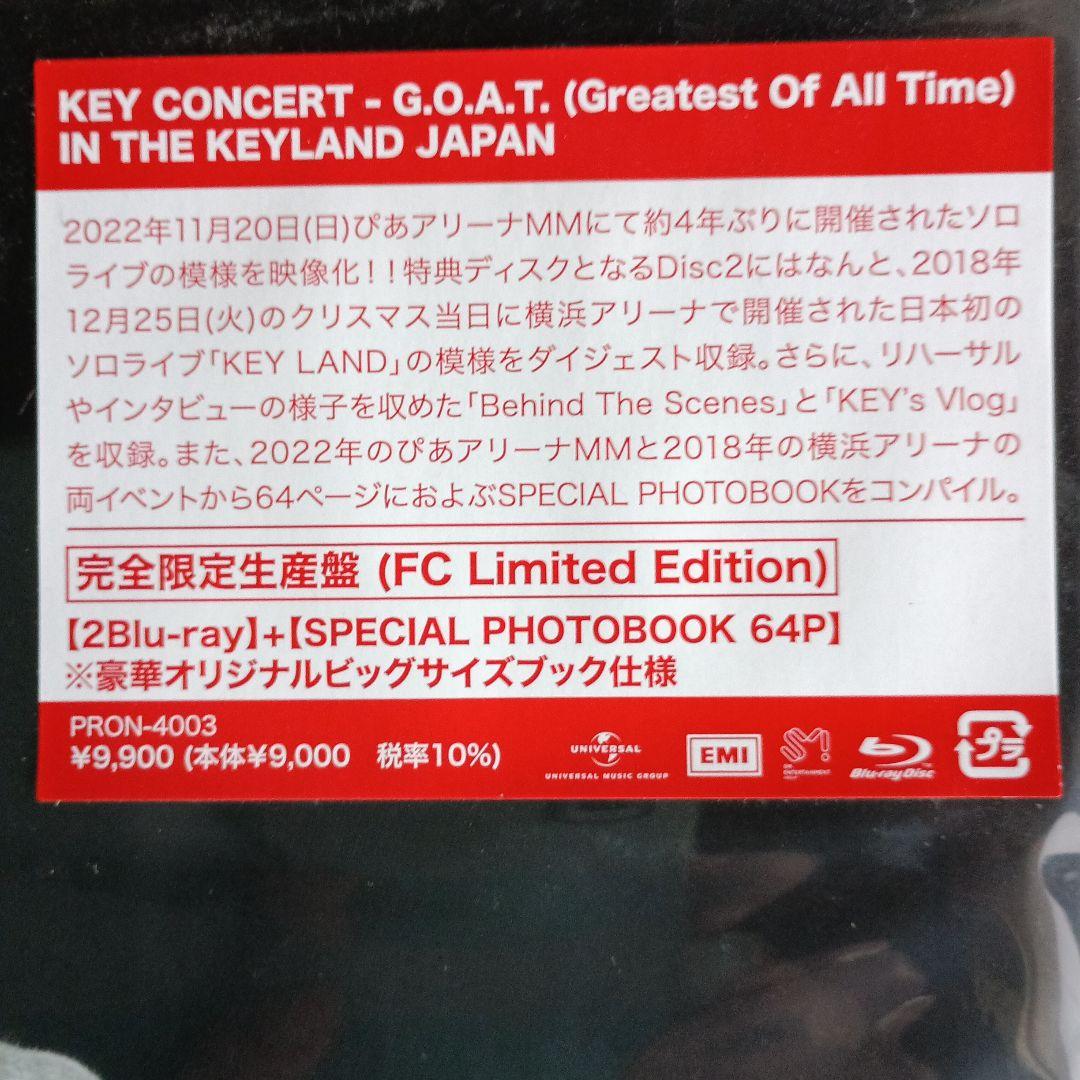 KEY CONCERT - G.O.A.T. (Greatest Of All Time)
IN THE KEYLAND JAPAN
2022年11月20日(日)ぴあアリーナMMにて約4年ぶりに開催されたソロ
ライブの模様を映像化！！特典ディスクとなるDisc2にはなんと、2018年
12月25日(火)のクリスマス当日に横浜アリーナで開催された日本初の
ソロライブ「KEY LAND」の模様をダイジェスト収録。さらに、リハーサル
やインタビューの様子を収めた「Behind The Scenes」と「KEY's Vlog」
を収録。また、2022年のぴあアリーナMMと2018年の横浜アリーナの
両イベントから64ページにおよぶSPECIAL PHOTOBOOKをコンパイル。
完全限定生産盤 (FC Limited Edition)
【2Blu-ray】+【SPECIAL PHOTOBOOK 64P】
※豪華オリジナルビッグサイズブック仕様
PRON-4003
¥9,900 (本体¥9,000 税率10%)
UNIVERSAL
UNIVERSAL MUSIC GROUP
EMI
SM!
SM ENTERTAINMENT
Blu-ray Disc
プラ